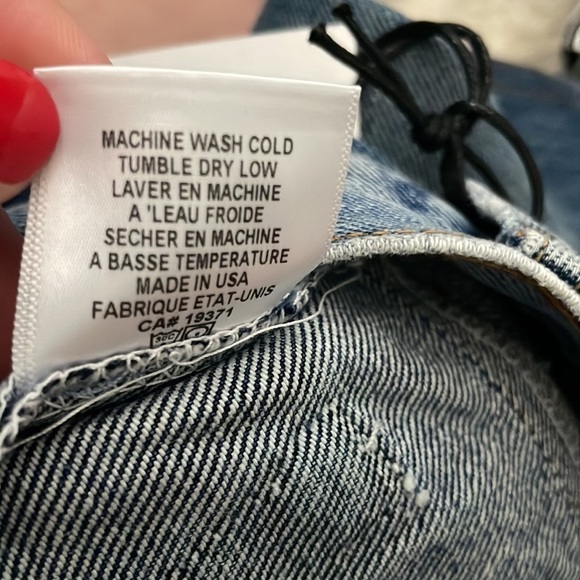 MACHINE WASH COLD
TUMBLE DRY LOW
LAVER EN MACHINE
A 'LEAU FROIDE
SECHER EN MACHINE
A BASSE TEMPERATURE
MADE IN USA
FABRIQUE ETAT-UNIS
CA# 19371